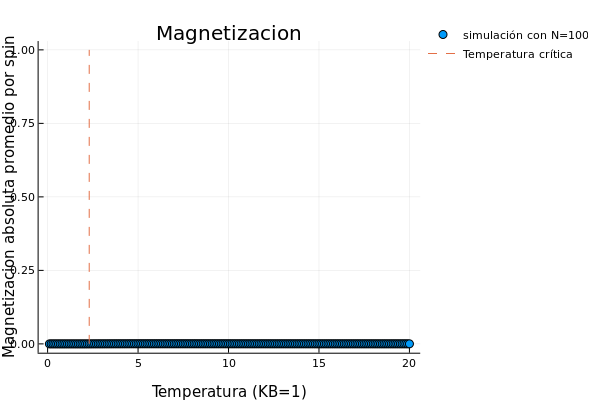 Magnetizacion
simulación con N=100
Temperatura crítica
Magnetizacion absoluta promedio por spin
1.00
0.75
0.50
0.25
0.00
0
5
10
15
20
Temperatura (KB=1)